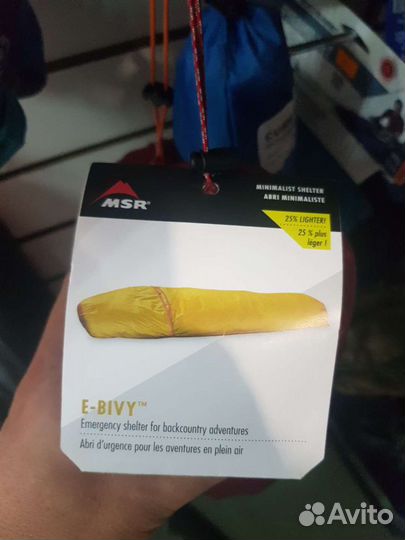 MSR
MINIMALIST SHELTER
ABRI MINIMALISTE
25% LIGHTER!
25 % plus
léger !
E-BIVY™
Emergency shelter for backcountry adventures
Abri d'urgence pour les aventures en plein air
Avito